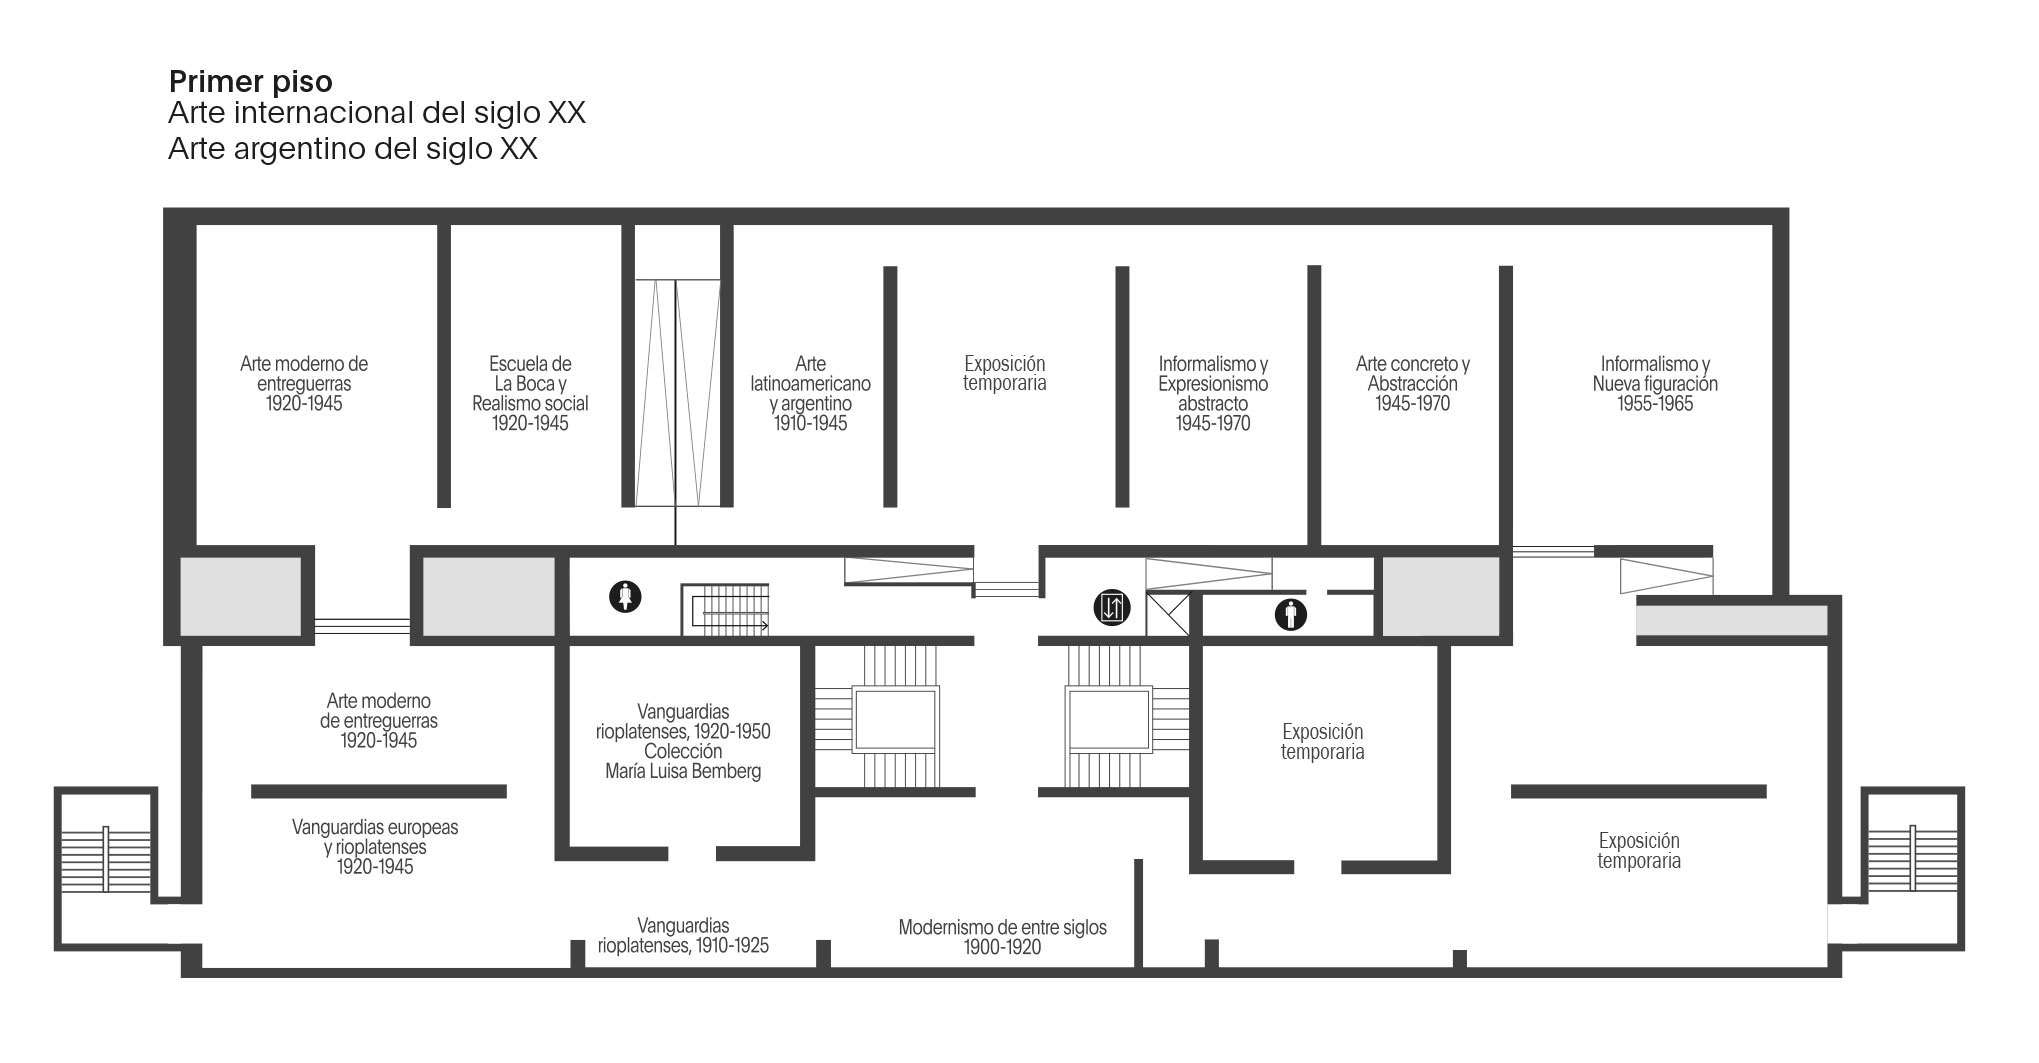 Primer piso
Arte internacional del siglo XX
Arte argentino del siglo XX
Arte moderno de
entreguerras
1920-1945
Escuela de
La Boca y
Realismo social
1920-1945
Arte
latinoamericano
y argentino
1910-1945
Exposición
temporaria
Informalismo y
Expresionismo
abstracto
1945-1970
Arte concreto y
Abstracción
1945-1970
Informalismo y
Nueva figuración
1955-1965
Arte moderno
de entreguerras
1920-1945
Vanguardias
rioplatenses, 1920-1950
Colección
María Luisa Bemberg
Exposición
temporaria
Vanguardias europeas
y rioplatenses
1920-1945
Exposición
temporaria
Vanguardias
rioplatenses, 1910-1925
Modernismo de entre siglos
1900-1920